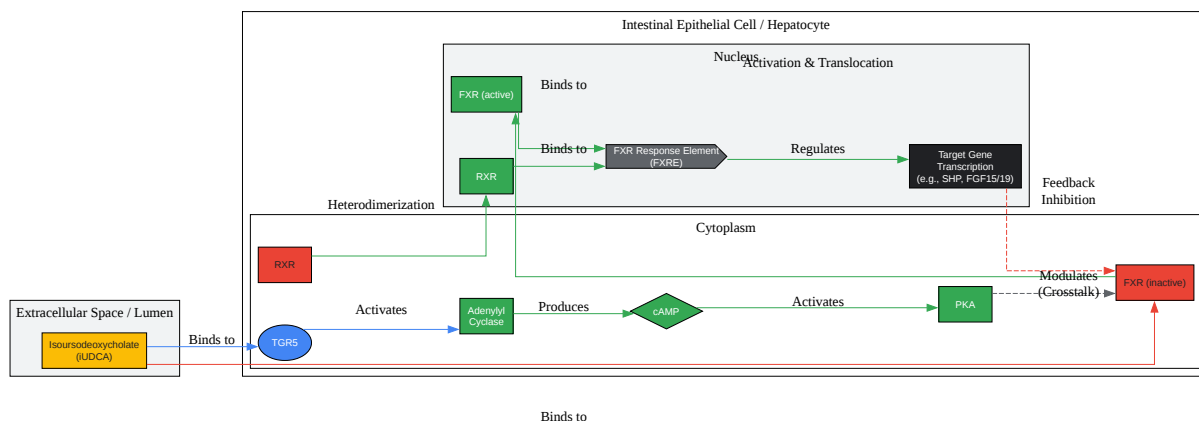 Intestinal Epithelial Cell / Hepatocyte
Nucleus
Activation & Translocation
FXR (active)
Binds to
Binds to
FXR Response Element
(FXRE)
Regulates
Target Gene
Transcription
(e.g., SHP, FGF15/19)
RXR
Feedback
Inhibition
Heterodimerization
Cytoplasm
RXR
Modulates
(Crosstalk)
FXR (inactive)
Extracellular Space / Lumen
Isoursodeoxycholate
(iUDCA)
Binds to
TGR5
Activates
Adenylyl
Cyclase
Produces
cAMP
Activates
PKA
Binds to